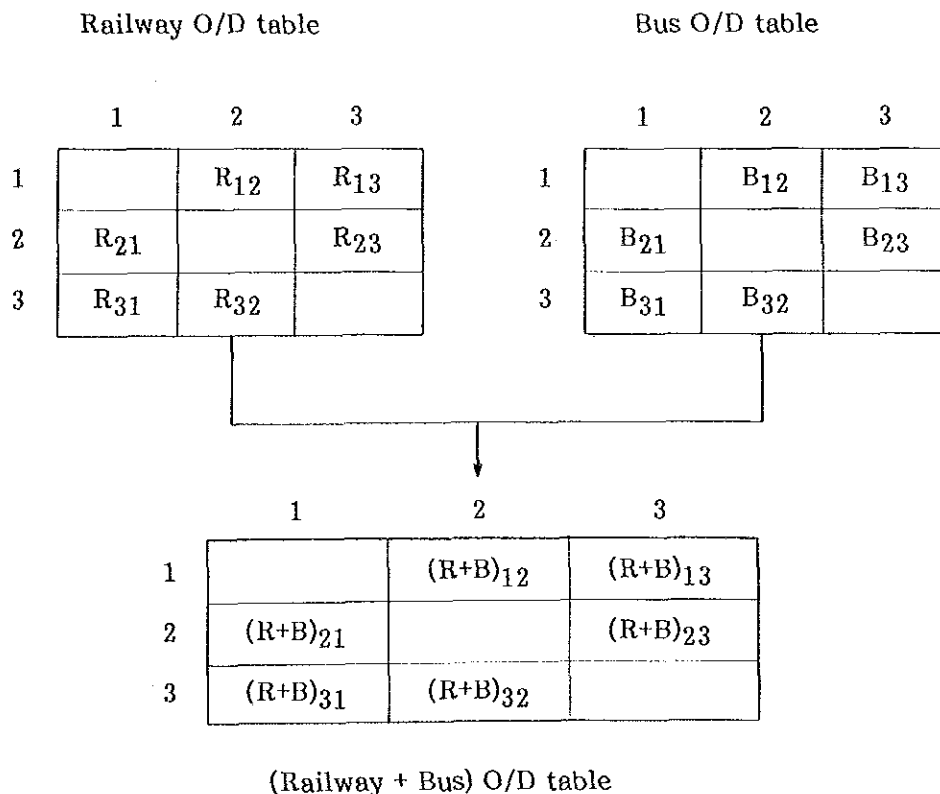 Railway O/D table
Bus O/D table
1 2 3
1 R12 R13
2 R21 R23
3 R31 R32
1 2 3
1 B12 B13
2 B21 B23
3 B31 B32
1 2 3
1 (R+B)12 (R+B)13
2 (R+B)21 (R+B)23
3 (R+B)31 (R+B)32
(Railway + Bus) O/D table